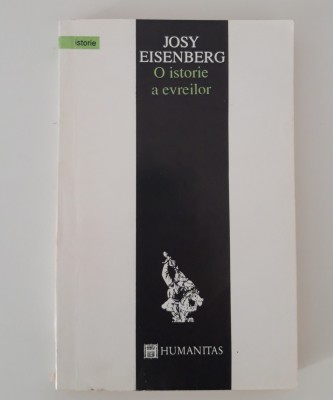 istorie
JOSY
EISENBERG
O istorie
a evreilor
HUMANITAS